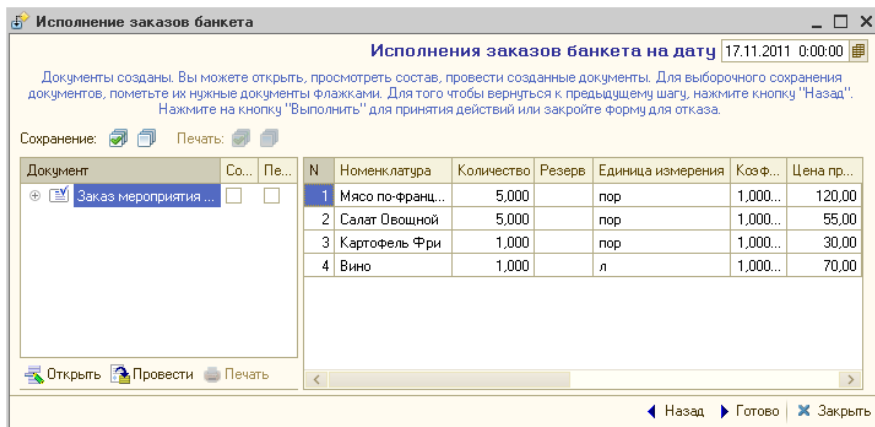 Исполнение заказов банкета
Исполнения заказов банкета на дату 17.11.2011 0:00:00
Документы созданы. Вы можете открыть, просмотреть состав, провести созданные документы. Для выборочного сохранения
документов, пометьте их нужные документы флажками. Для того чтобы вернуться к предыдущему шагу, нажмите кнопку "Назад".
Нажмите на кнопку "Выполнить" для принятия действий или закройте форму для отказа.
Сохранение: Печать:
Документ Со... Пе... N Номенклатура Количество Резерв Единица измерения Коэф... Цена пр...
Заказ мероприятия ... 1 Мясо по-франц... 5,000 пор 1,000... 120,00
2 Салат Овощной 5,000 пор 1,000... 55,00
3 Картофель Фри 1,000 пор 1,000... 30,00
4 Вино 1,000 л 1,000... 70,00
Открыть Провести Печать
Назад Готово Закрыть